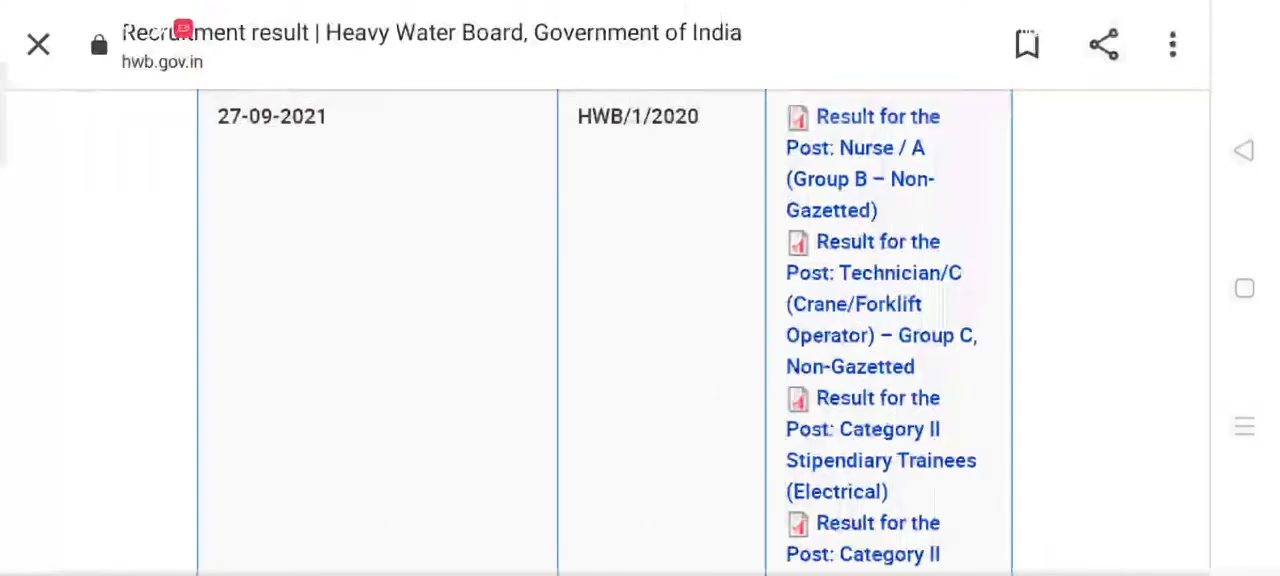 Recruitment result | Heavy Water Board, Government of India
hwb.gov.in
27-09-2021
HWB/1/2020
Result for the
Post: Nurse / A
(Group B – Non-
Gazetted)
Result for the
Post: Technician/C
(Crane/Forklift
Operator) – Group C,
Non-Gazetted
Result for the
Post: Category II
Stipendiary Trainees
(Electrical)
Result for the
Post: Category II